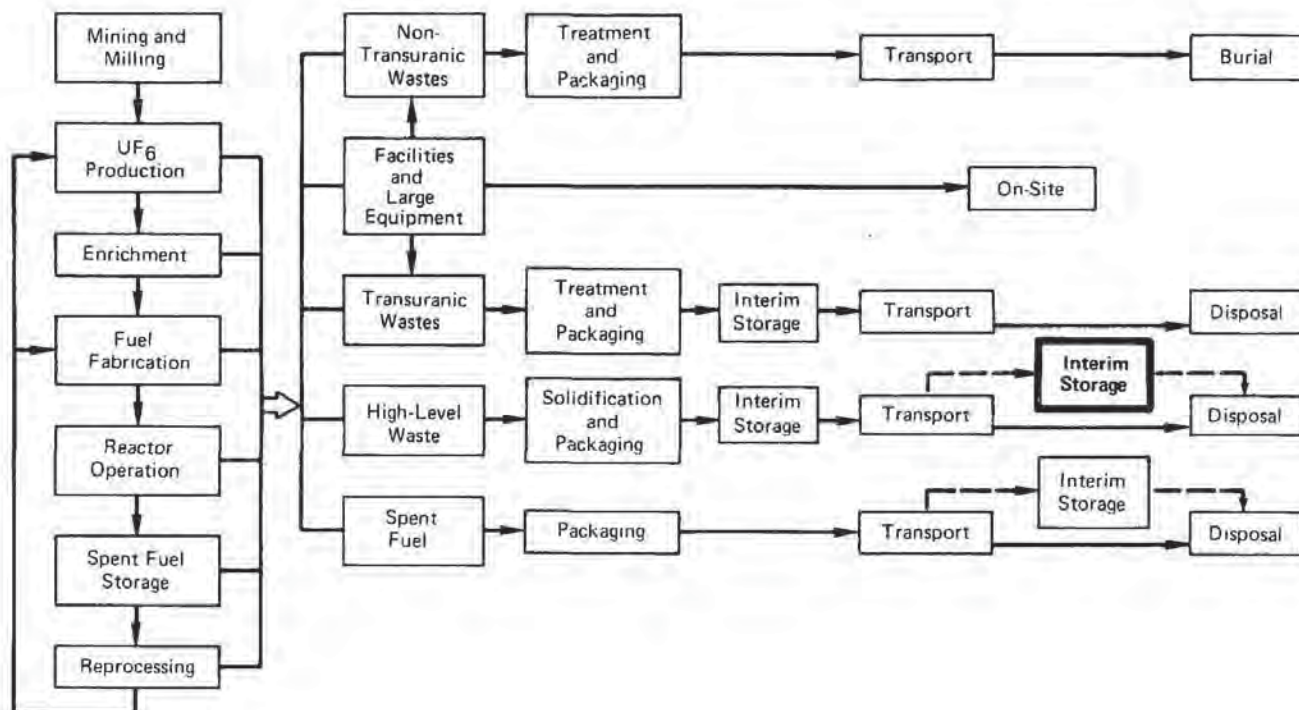 Mining and
Milling
UF6
Production
Enrichment
Fuel
Fabrication
Reactor
Operation
Spent Fuel
Storage
Reprocessing
Non-
Transuranic
Wastes
Treatment
and
Packaging
Transport
Burial
Facilities
and
Large
Equipment
On-Site
Transuranic
Wastes
Treatment
and
Packaging
Interim
Storage
Transport
Disposal
High-Level
Waste
Solidification
and
Packaging
Interim
Storage
Transport
Interim
Storage
Disposal
Spent
Fuel
Packaging
Transport
Interim
Storage
Disposal